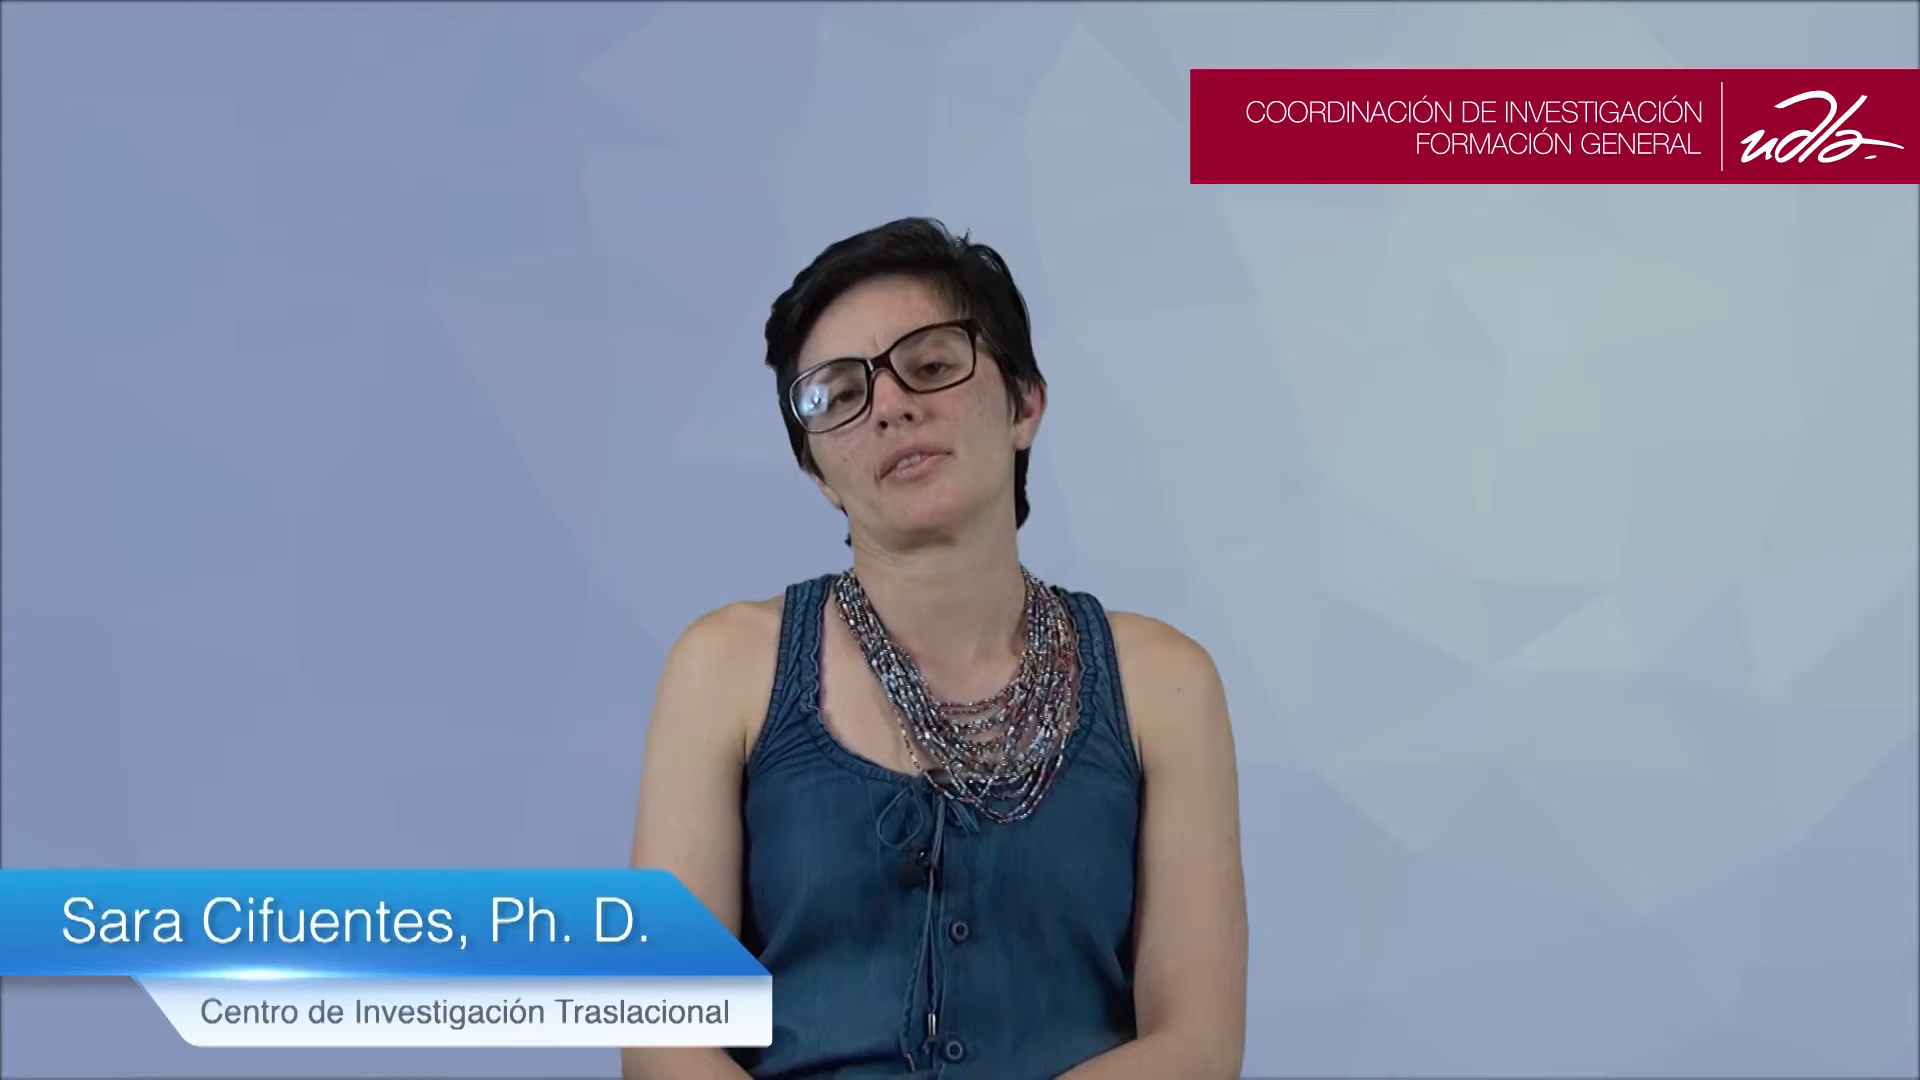 COORDINACIÓN DE INVESTIGACIÓN
FORMACIÓN GENERAL
udla.
Sara Cifuentes, Ph. D.
Centro de Investigación Traslacional